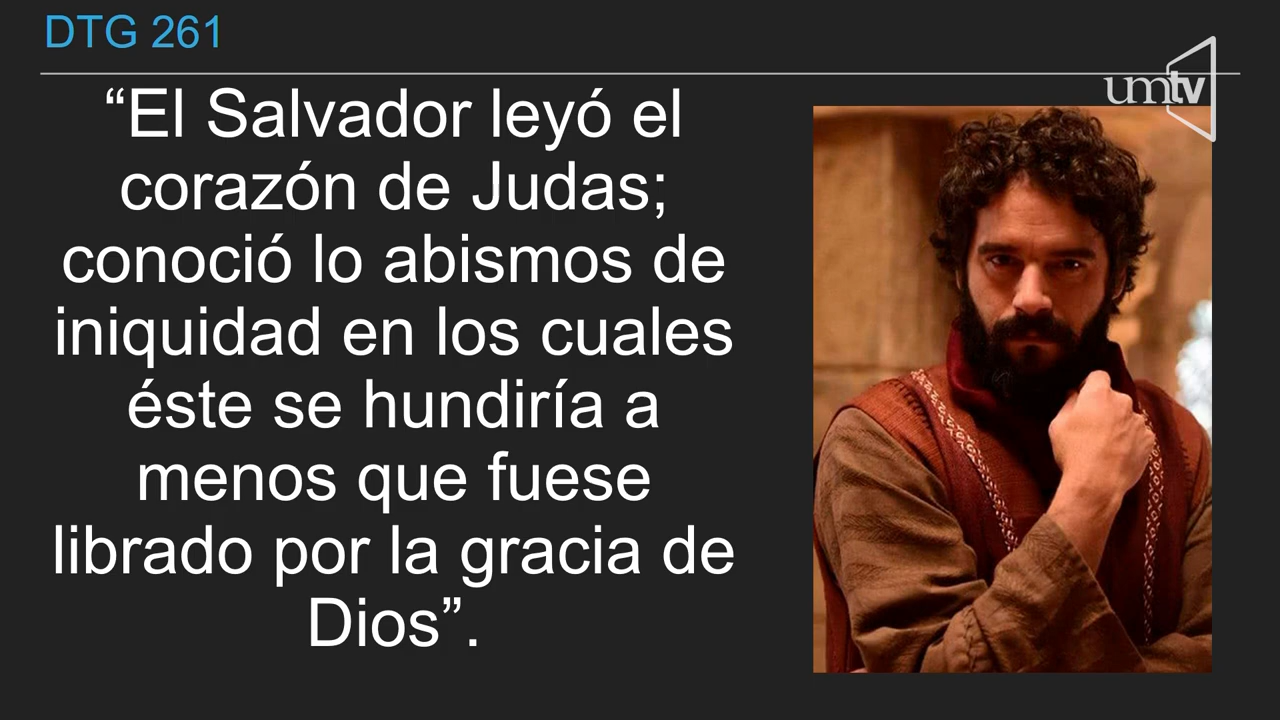 DTG 261
umtv
“El Salvador leyó el
corazón de Judas;
conoció lo abismos de
iniquidad en los cuales
éste se hundiría a
menos que fuese
librado por la gracia de
Dios”.